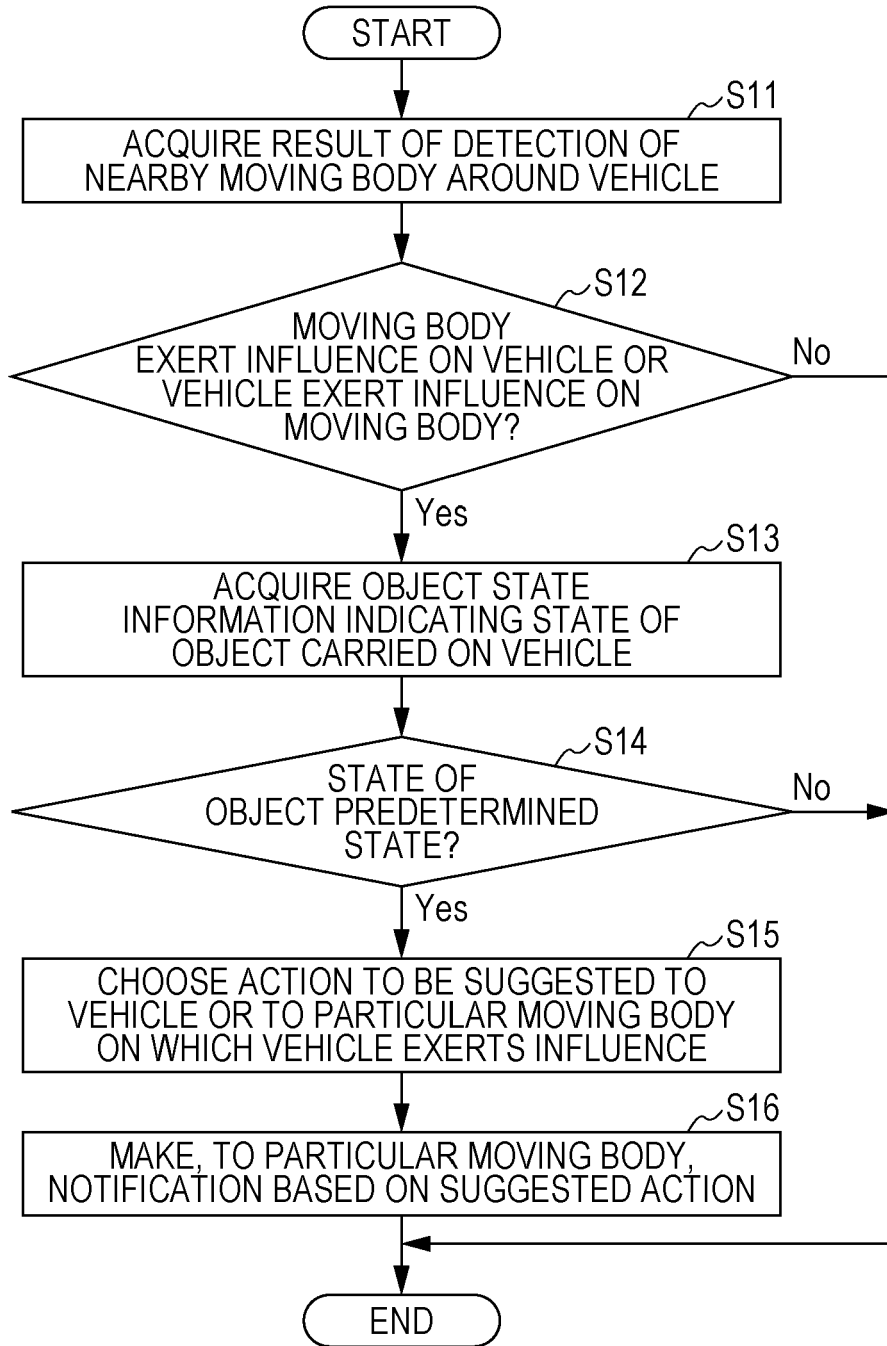 START
S11
ACQUIRE RESULT OF DETECTION OF
NEARBY MOVING BODY AROUND VEHICLE
S12
MOVING BODY
EXERT INFLUENCE ON VEHICLE OR
VEHICLE EXERT INFLUENCE ON
MOVING BODY?
No
Yes
S13
ACQUIRE OBJECT STATE
INFORMATION INDICATING STATE OF
OBJECT CARRIED ON VEHICLE
S14
STATE OF
OBJECT PREDETERMINED
STATE?
No
Yes
S15
CHOOSE ACTION TO BE SUGGESTED TO
VEHICLE OR TO PARTICULAR MOVING BODY
ON WHICH VEHICLE EXERTS INFLUENCE
S16
MAKE, TO PARTICULAR MOVING BODY,
NOTIFICATION BASED ON SUGGESTED ACTION
END